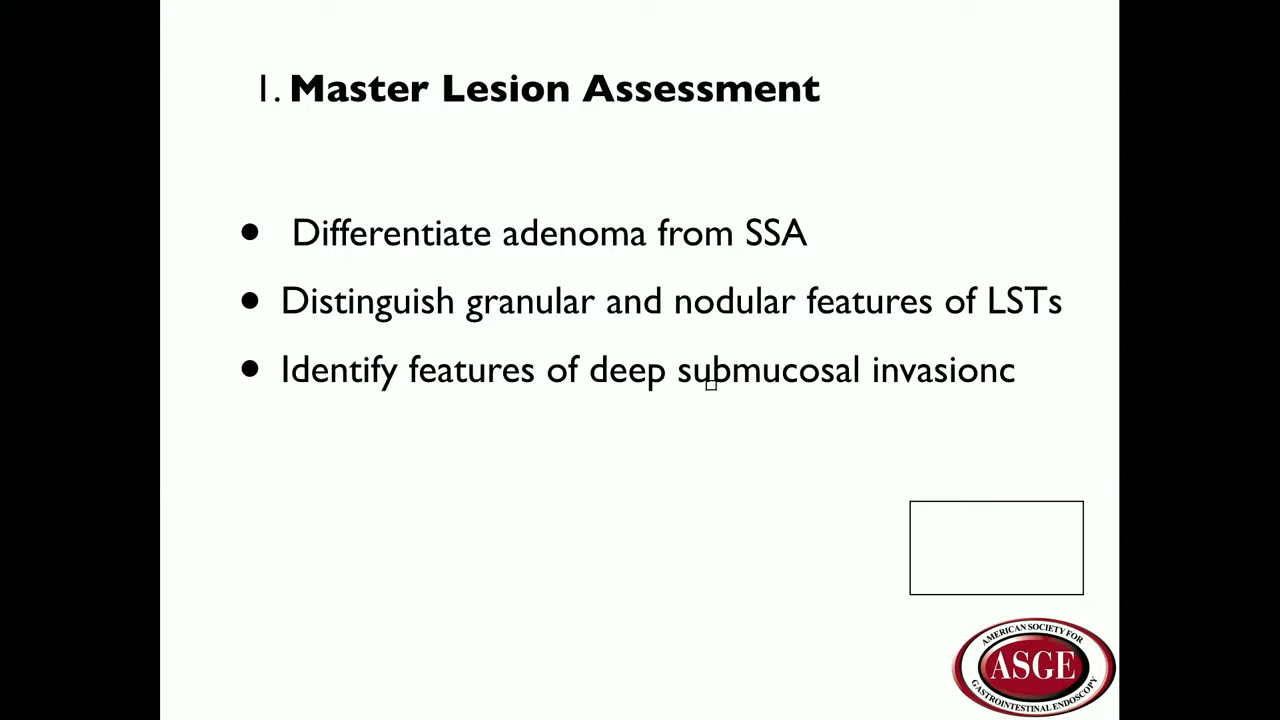 1. Master Lesion Assessment
• Differentiate adenoma from SSA
• Distinguish granular and nodular features of LSTs
• Identify features of deep submucosal invasionc
AMERICAN SOCIETY FOR
ASGE
GASTROINTESTINAL ENDOSCOPY